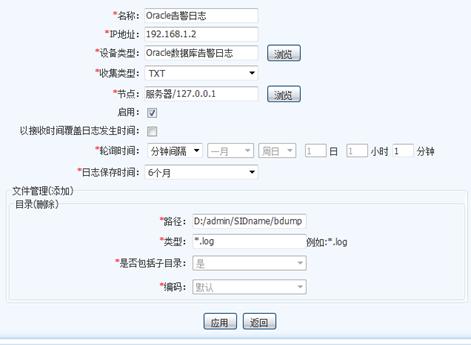 *名称: Oracle告警日志
*IP地址: 192.168.1.2
*设备类型: Oracle数据库告警日志 浏览
*收集类型: TXT
*节点: 服务器/127.0.0.1 浏览
启用:
以接收时间覆盖日志发生时间:
*轮询时间: 分钟间隔 一月 周日 1 日 1 小时 1 分钟
*日志保存时间: 6个月
文件管理(添加)
目录(删除)
*路径: D:/admin/SIDname/bdump
*类型: *.log 例如:*.log
*是否包括子目录: 是
*编码: 默认
应用 返回